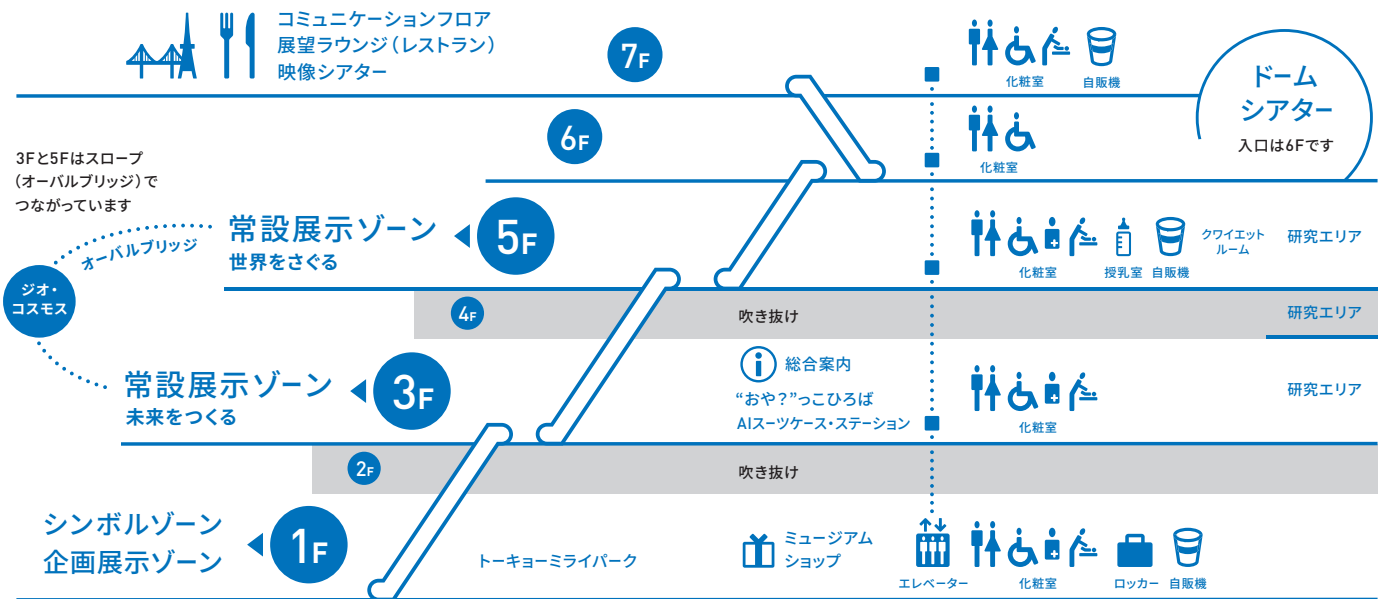 コミュニケーションフロア
展望ラウンジ（レストラン）
映像シアター
7F
化粧室
自販機
ドーム
シアター
入口は6Fです
6F
化粧室
3Fと5Fはスロープ
（オーバルブリッジ）で
つながっています
オーバルブリッジ
ジオ・
コスモス
常設展示ゾーン
世界をさぐる
5F
化粧室
授乳室
自販機
クワイエット
ルーム
研究エリア
4F
吹き抜け
研究エリア
常設展示ゾーン
未来をつくる
3F
総合案内
“おや？”っこひろば
AIスーツケース・ステーション
化粧室
研究エリア
2F
吹き抜け
シンボルゾーン
企画展示ゾーン
1F
トーキョーミライパーク
ミュージアム
ショップ
エレベーター
化粧室
ロッカー
自販機